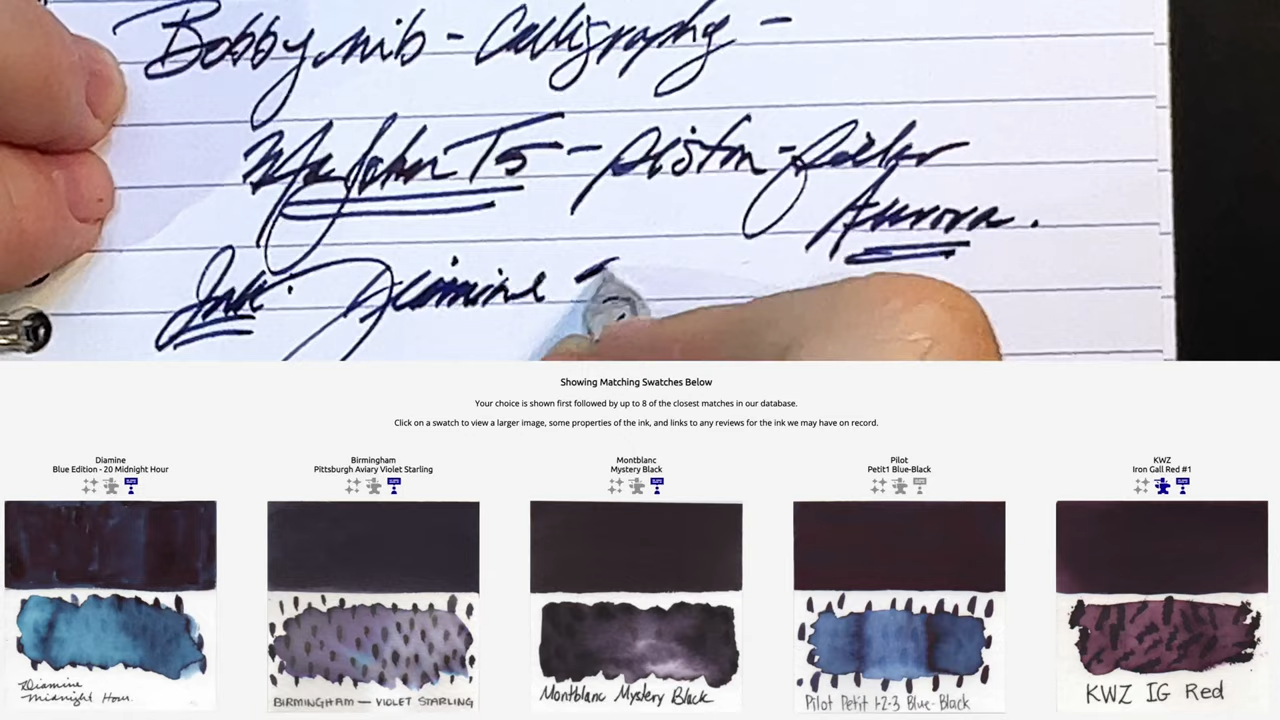 Bobby nib - Calligraphy -
Majohn T5 - piston-filler
Aurora.
Ink: Diamine -
Showing Matching Swatches Below
Your choice is shown first followed by up to 8 of the closest matches in our database.
Click on a swatch to view a larger image, some properties of the ink, and links to any reviews for the ink we may have on record.
Diamine
Blue Edition - 20 Midnight Hour
Birmingham
Pittsburgh Aviary Violet Starling
Montblanc
Mystery Black
Pilot
Petit1 Blue-Black
KWZ
Iron Gall Red #1
Diamine
Midnight Hour.
BIRMINGHAM — VIOLET STARLING
Montblanc Mystery Black
Pilot Petit 1-2-3 Blue-Black
KWZ IG Red